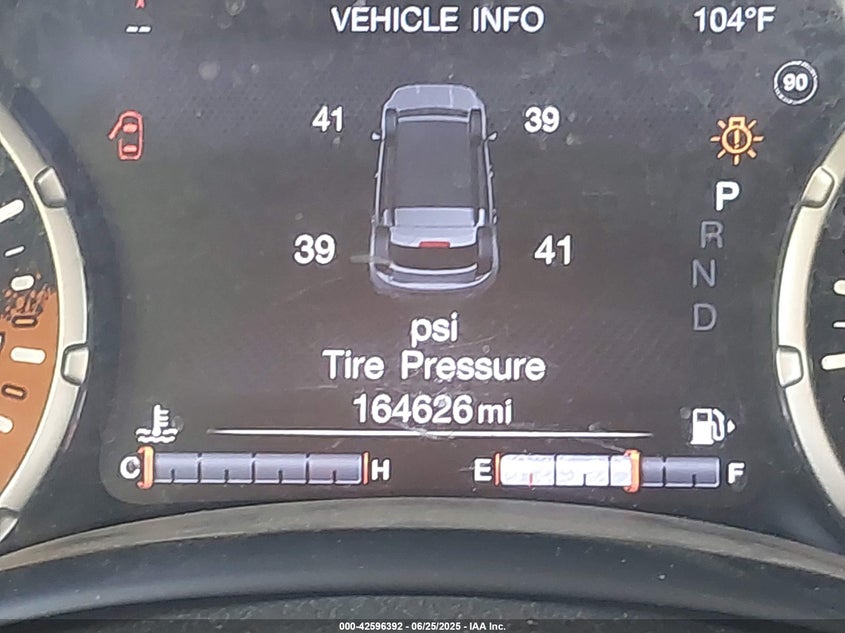 --
VEHICLE INFO
104°F
90
41
39
P
R
39
41
N
D
psi
Tire Pressure
164626 mi
C
H
E
F
000-42596392 - 06/25/2025 - IAA Inc.